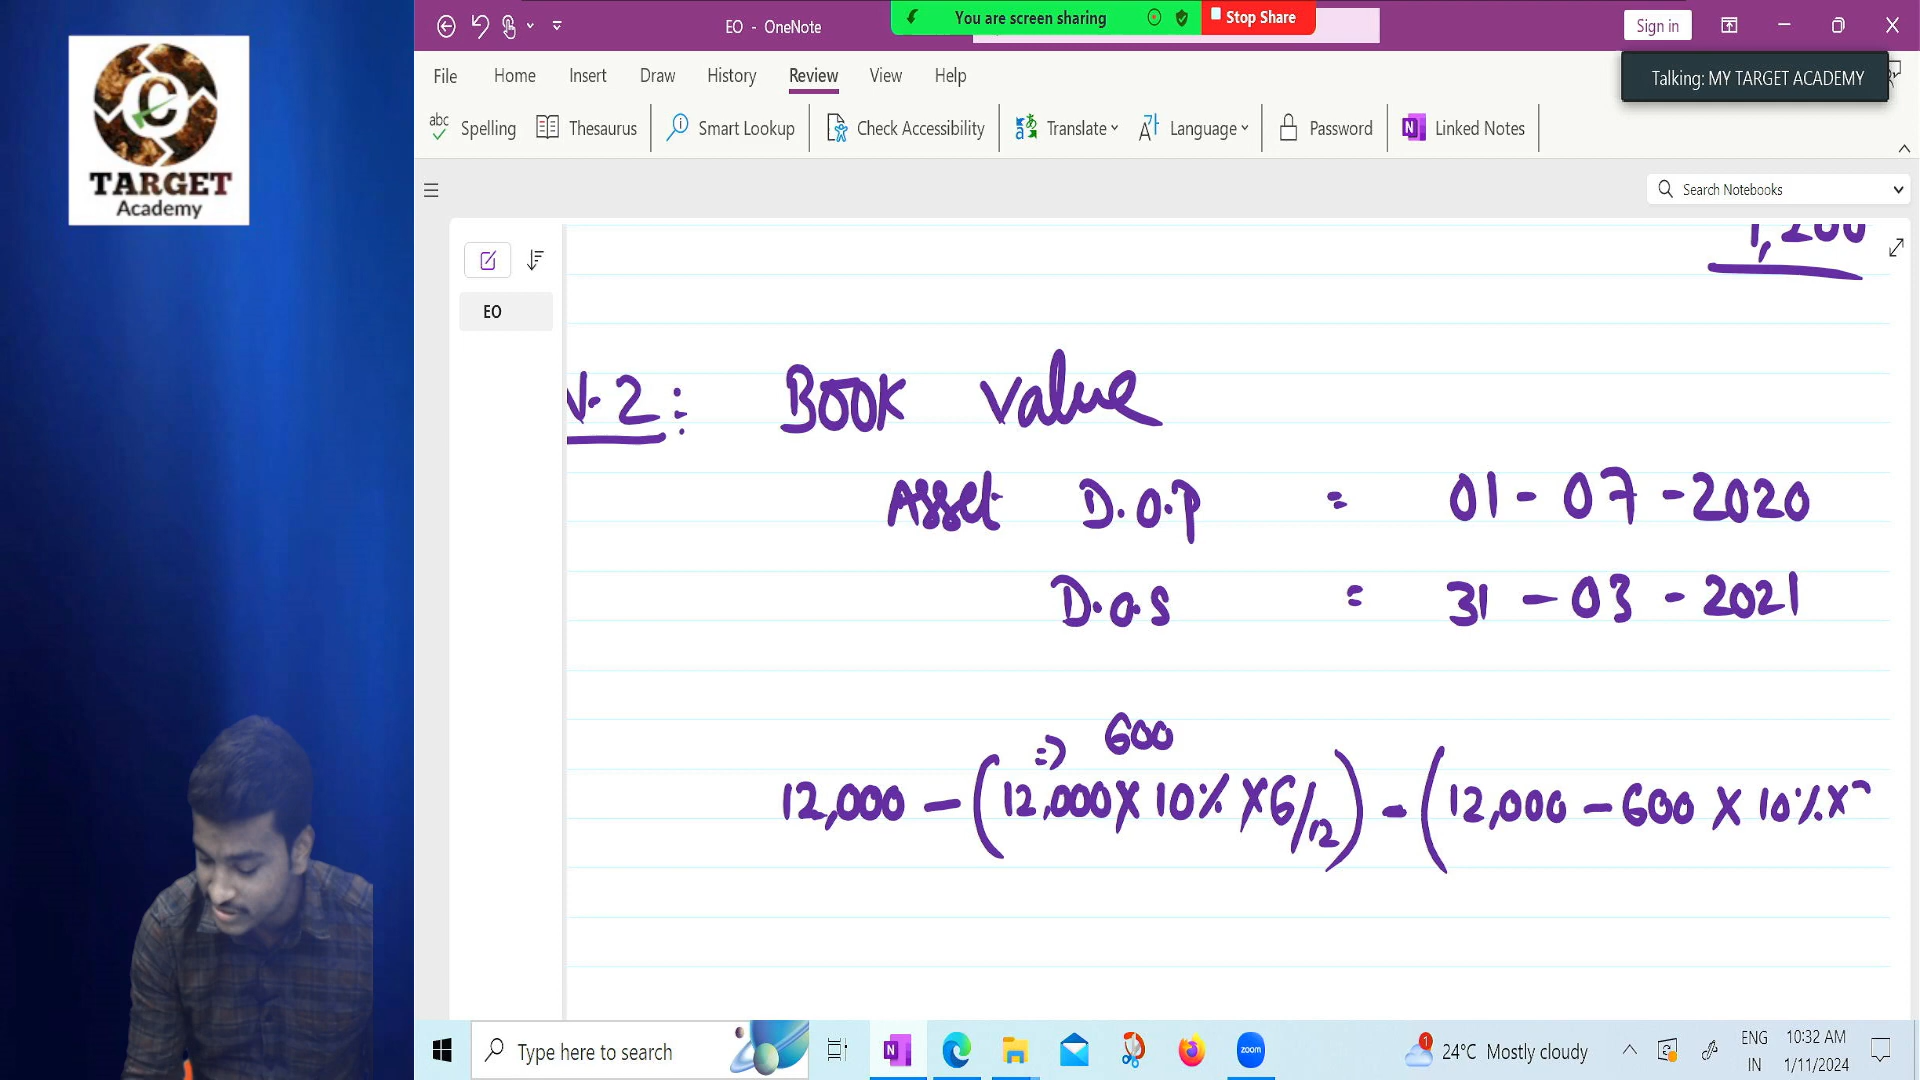 C
TARGET
Academy
EO - OneNote
You are screen sharing
Stop Share
Sign in
Talking: MY TARGET ACADEMY
File Home Insert Draw History Review View Help
abc Spelling Thesaurus Smart Lookup Check Accessibility Translate Language Password N Linked Notes
Search Notebooks
EO
1,200
N-2: Book Value
Asset D.O.P = 01-07-2020
D.O.S = 31-03-2021
=> 600
12,000 - (12,000 X 10% X 6/12) - (12,000 - 600 X 10% X
Type here to search
N
zoom
1
24°C Mostly cloudy
ENG
IN
10:32 AM
1/11/2024